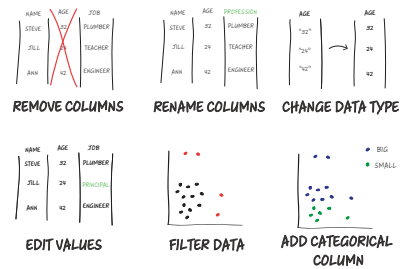 NAME AGE JOB
STEVE 32 PLUMBER
JILL 24 TEACHER
ANN 42 ENGINEER
REMOVE COLUMNS
NAME AGE PROFESSION
STEVE 32 PLUMBER
JILL 24 TEACHER
ANN 42 ENGINEER
RENAME COLUMNS
AGE AGE
"32" 32
"24" 24
"42" 42
CHANGE DATA TYPE
NAME AGE JOB
STEVE 32 PLUMBER
JILL 24 PRINCIPAL
ANN 42 ENGINEER
EDIT VALUES
FILTER DATA
BIG
SMALL
ADD CATEGORICAL
COLUMN